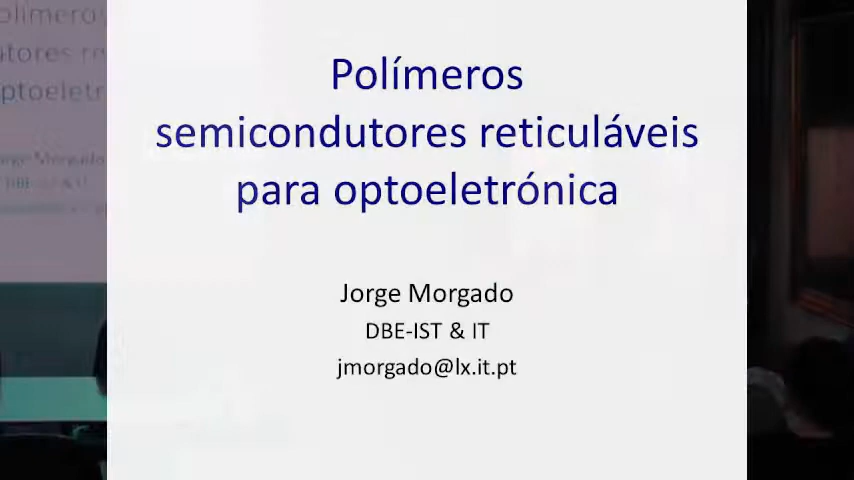 Polímeros
semicondutores reticuláveis
para optoeletrónica
Jorge Morgado
DBE-IST & IT
jmorgado@lx.it.pt